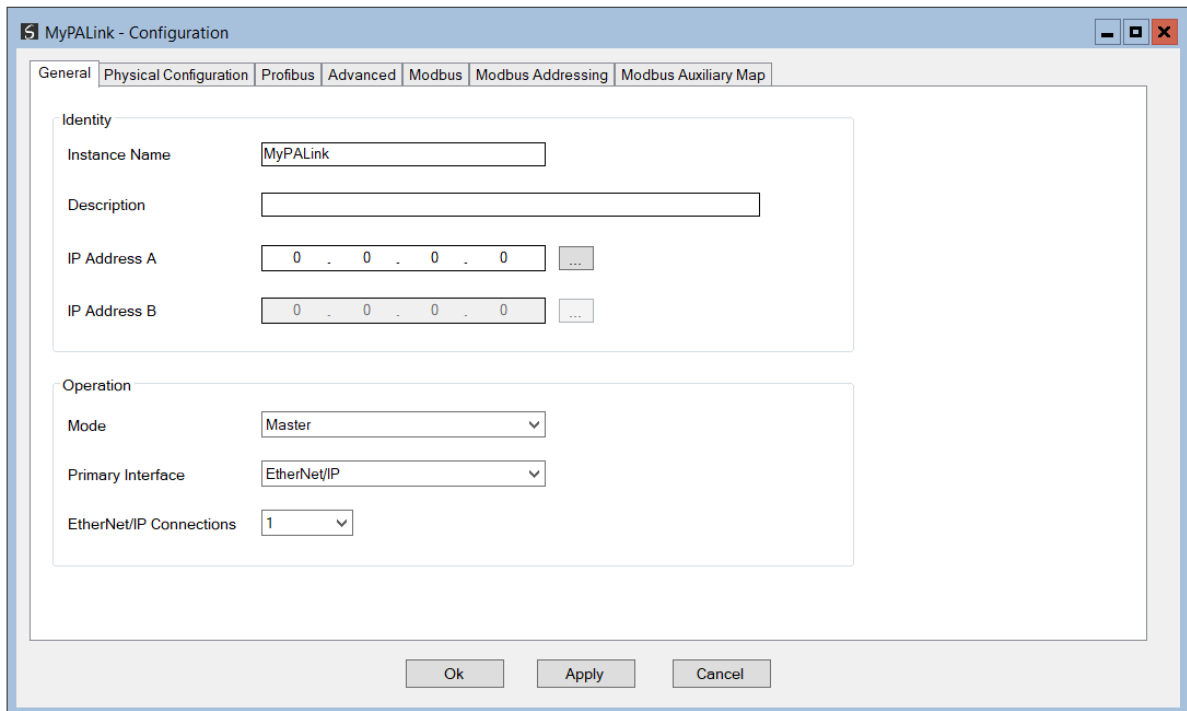 MyPALink - Configuration
General Physical Configuration Profibus Advanced Modbus Modbus Addressing Modbus Auxiliary Map
Identity
Instance Name MyPALink
Description
IP Address A 0 . 0 . 0 . 0 ...
IP Address B 0 . 0 . 0 . 0 ...
Operation
Mode Master
Primary Interface EtherNet/IP
EtherNet/IP Connections 1
Ok Apply Cancel